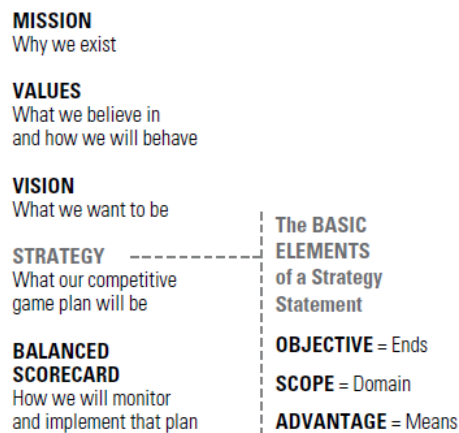 MISSION
Why we exist
VALUES
What we believe in
and how we will behave
VISION
What we want to be
STRATEGY
What our competitive
game plan will be
BALANCED
SCORECARD
How we will monitor
and implement that plan
The BASIC
ELEMENTS
of a Strategy
Statement
OBJECTIVE = Ends
SCOPE = Domain
ADVANTAGE = Means